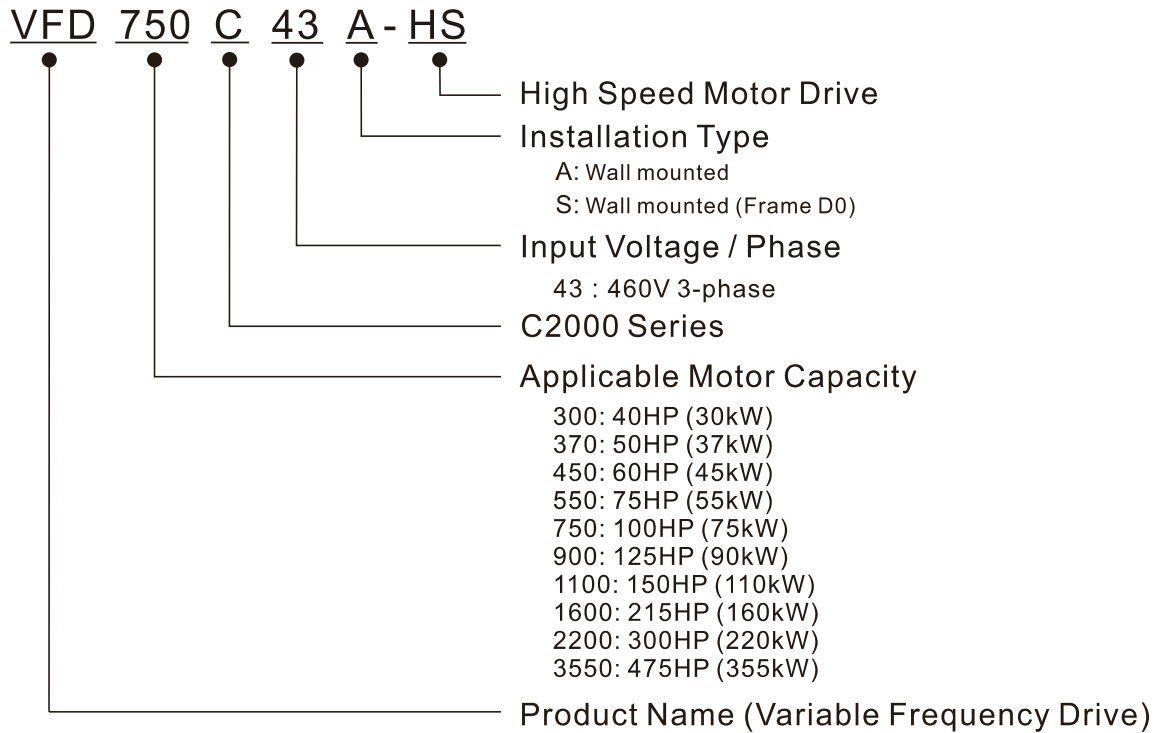 VFD 750 C 43 A - HS
High Speed Motor Drive
Installation Type
A: Wall mounted
S: Wall mounted (Frame D0)
Input Voltage / Phase
43 : 460V 3-phase
C2000 Series
Applicable Motor Capacity
300: 40HP (30kW)
370: 50HP (37kW)
450: 60HP (45kW)
550: 75HP (55kW)
750: 100HP (75kW)
900: 125HP (90kW)
1100: 150HP (110kW)
1600: 215HP (160kW)
2200: 300HP (220kW)
3550: 475HP (355kW)
Product Name (Variable Frequency Drive)